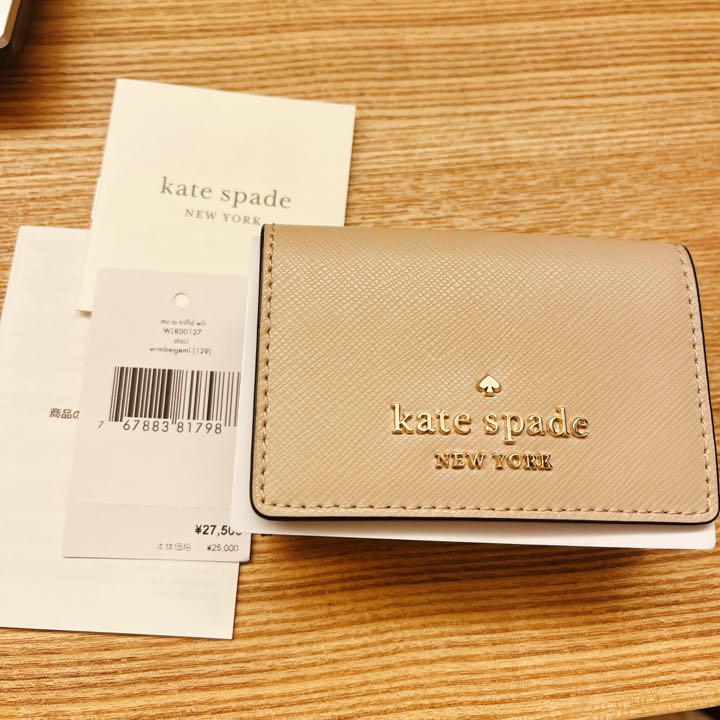 kate spade
NEW YORK
mc-o trifld wlt
WLR00127
staci
wrmbeigeml (129)
7 67883 81798
¥27,500
本体価格 ¥25,000
商品の
kate spade
NEW YORK